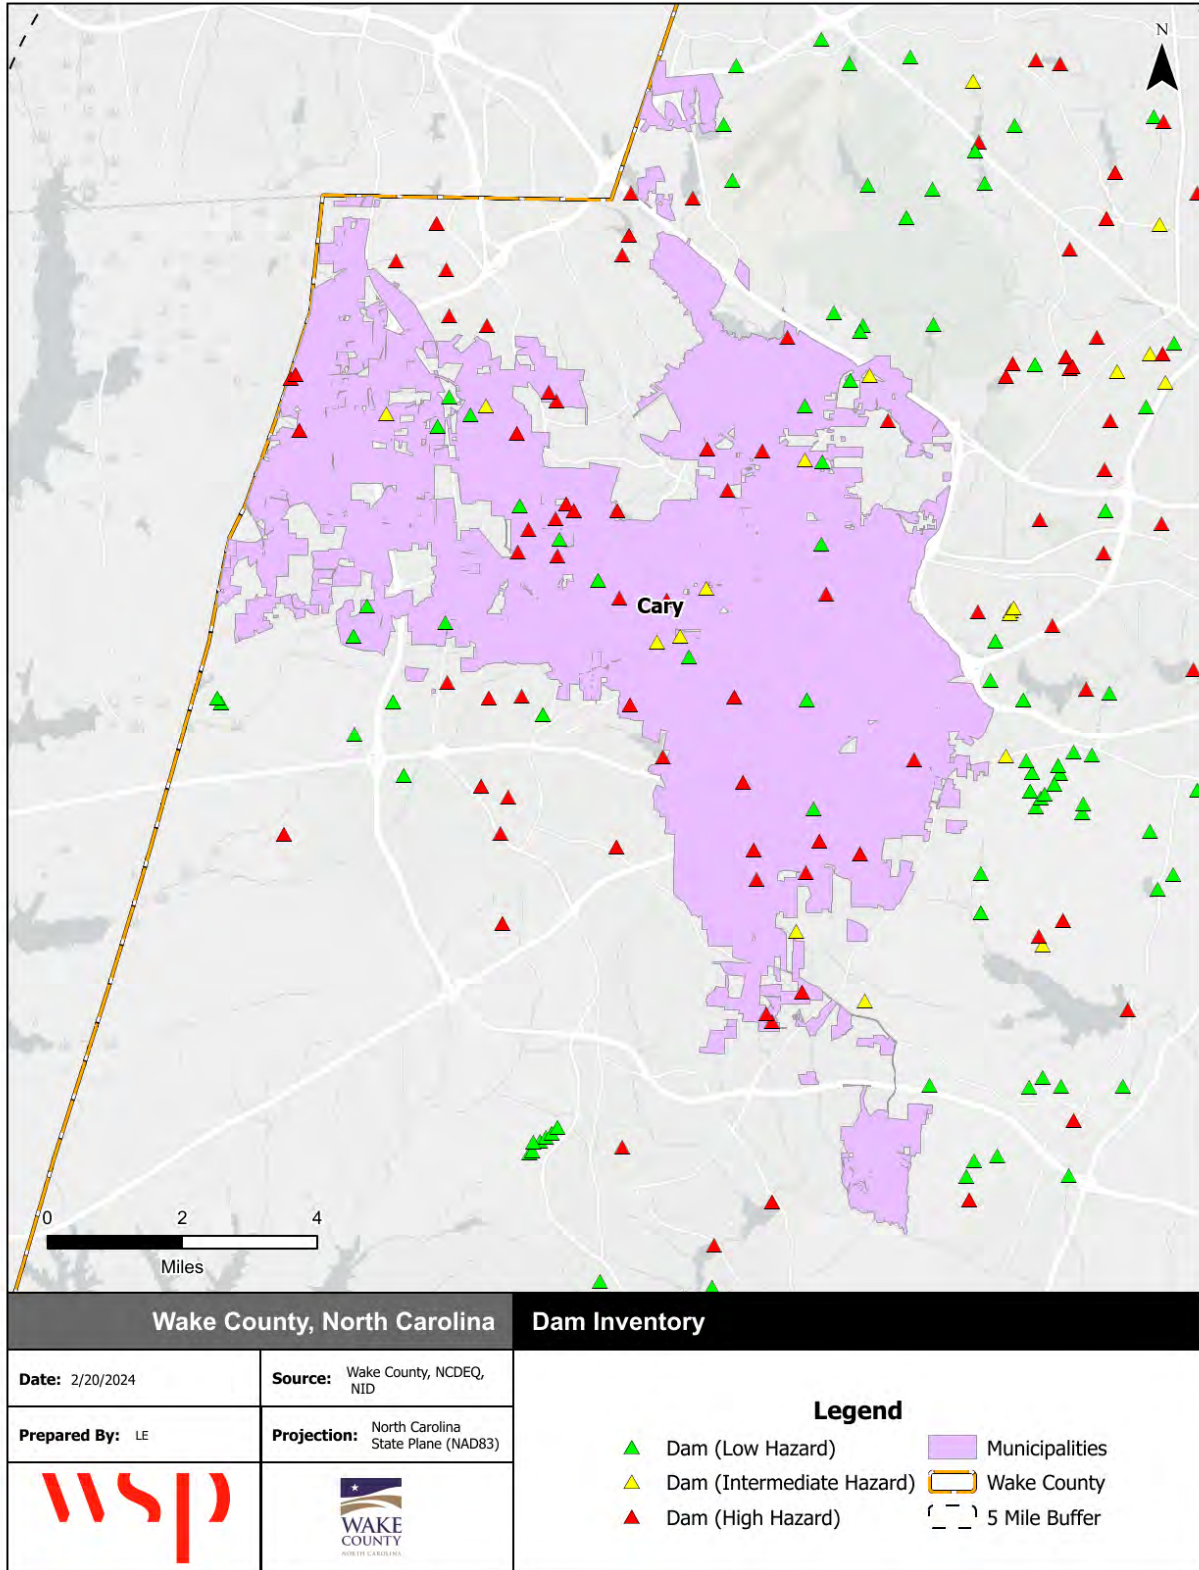 N
Cary
0 2 4
Miles
Wake County, North Carolina
Dam Inventory
Date: 2/20/2024
Source: Wake County, NCDEQ,
NID
Prepared By: LE
Projection: North Carolina
State Plane (NAD83)
wsp
WAKE
COUNTY
NORTH CAROLINA
Legend
Dam (Low Hazard)
Dam (Intermediate Hazard)
Dam (High Hazard)
Municipalities
Wake County
5 Mile Buffer